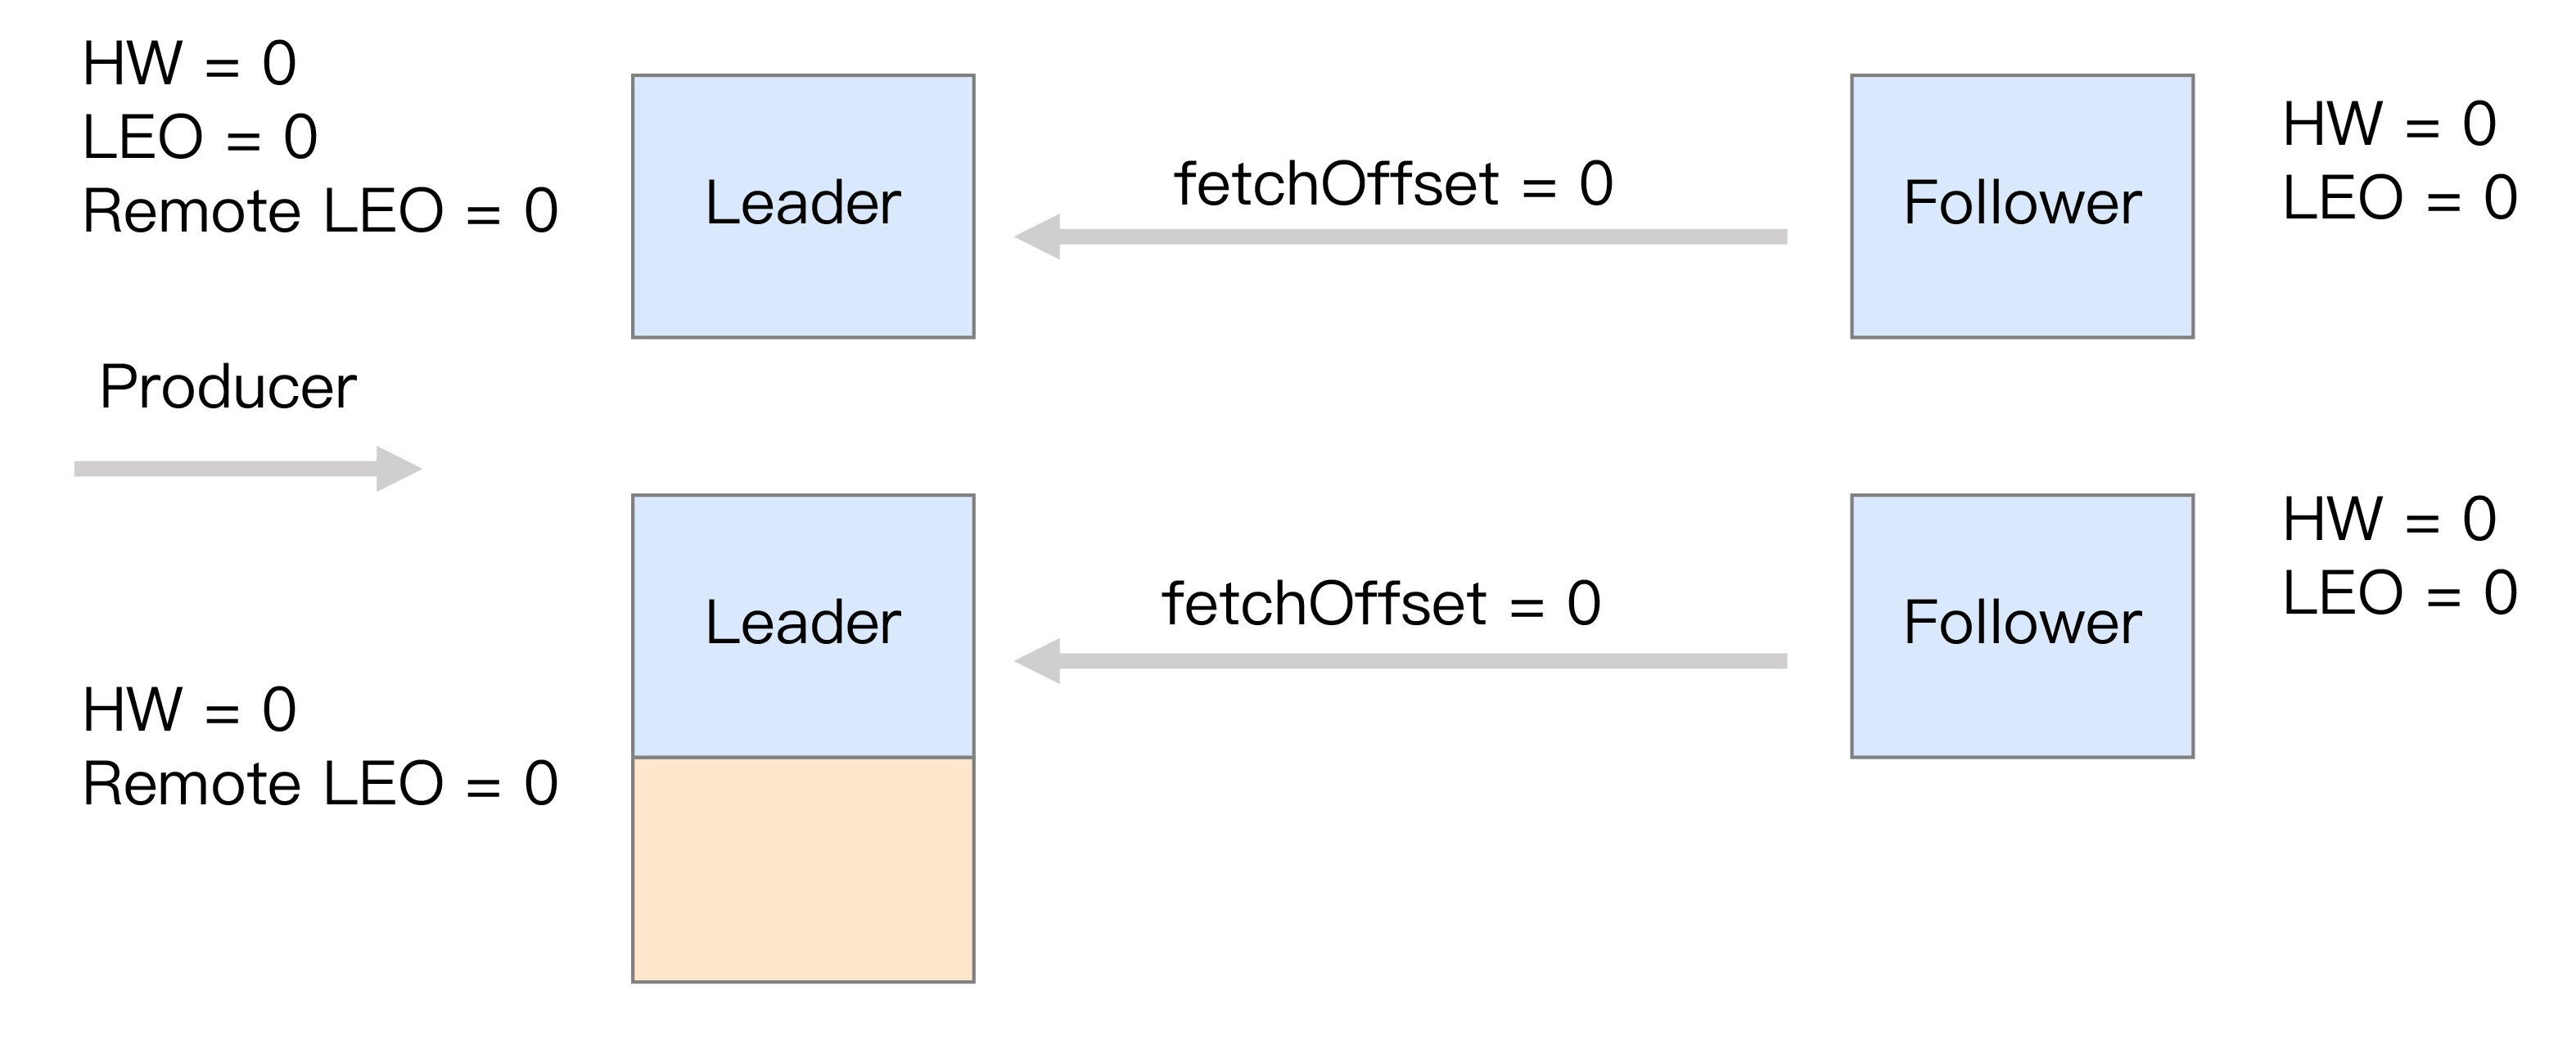 HW = 0
LEO = 0
Remote LEO = 0
Leader
fetchOffset = 0
Follower
HW = 0
LEO = 0
Producer
Leader
fetchOffset = 0
Follower
HW = 0
LEO = 0
HW = 0
Remote LEO = 0